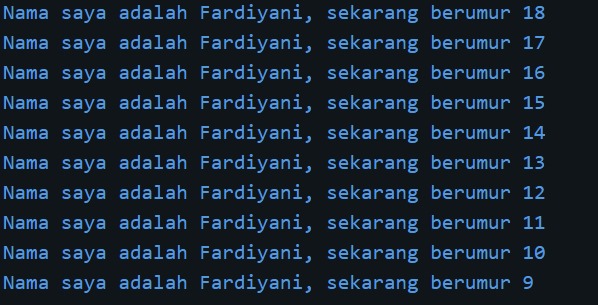 Nama saya adalah Fardiyani, sekarang berumur 18
Nama saya adalah Fardiyani, sekarang berumur 17
Nama saya adalah Fardiyani, sekarang berumur 16
Nama saya adalah Fardiyani, sekarang berumur 15
Nama saya adalah Fardiyani, sekarang berumur 14
Nama saya adalah Fardiyani, sekarang berumur 13
Nama saya adalah Fardiyani, sekarang berumur 12
Nama saya adalah Fardiyani, sekarang berumur 11
Nama saya adalah Fardiyani, sekarang berumur 10
Nama saya adalah Fardiyani, sekarang berumur 9